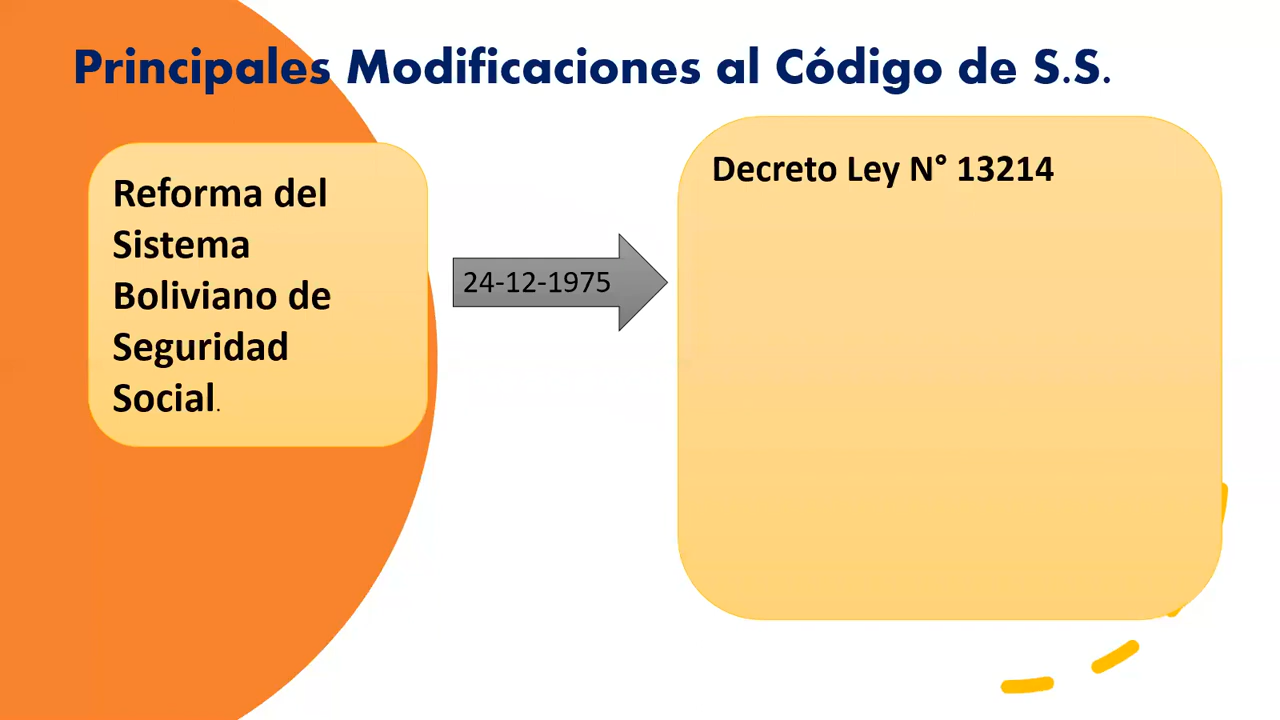 Principales Modificaciones al Código de S.S.
Reforma del
Sistema
Boliviano de
Seguridad
Social.
24-12-1975
Decreto Ley N° 13214